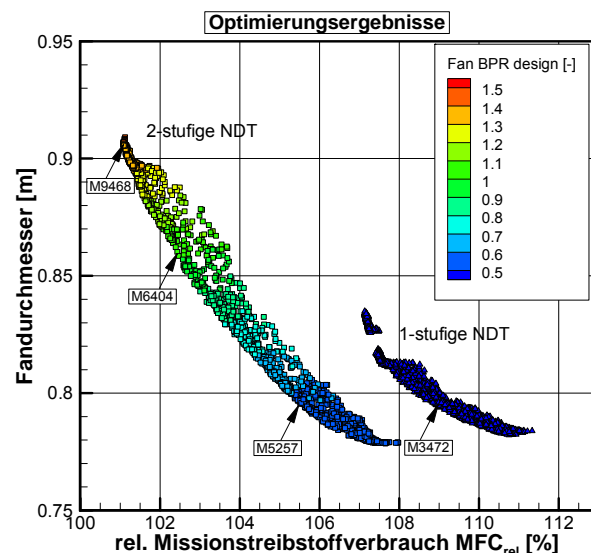 Optimierungsergebnisse
Fandurchmesser [m]
0.95
0.9
0.85
0.8
0.75
Fan BPR design [-]
1.5
1.4
1.3
1.2
1.1
1
0.9
0.8
0.7
0.6
0.5
2-stufige NDT
M9468
M6404
1-stufige NDT
M5257
M3472
100 102 104 106 108 110 112
rel. Missionstreibstoffverbrauch MFCrel [%]